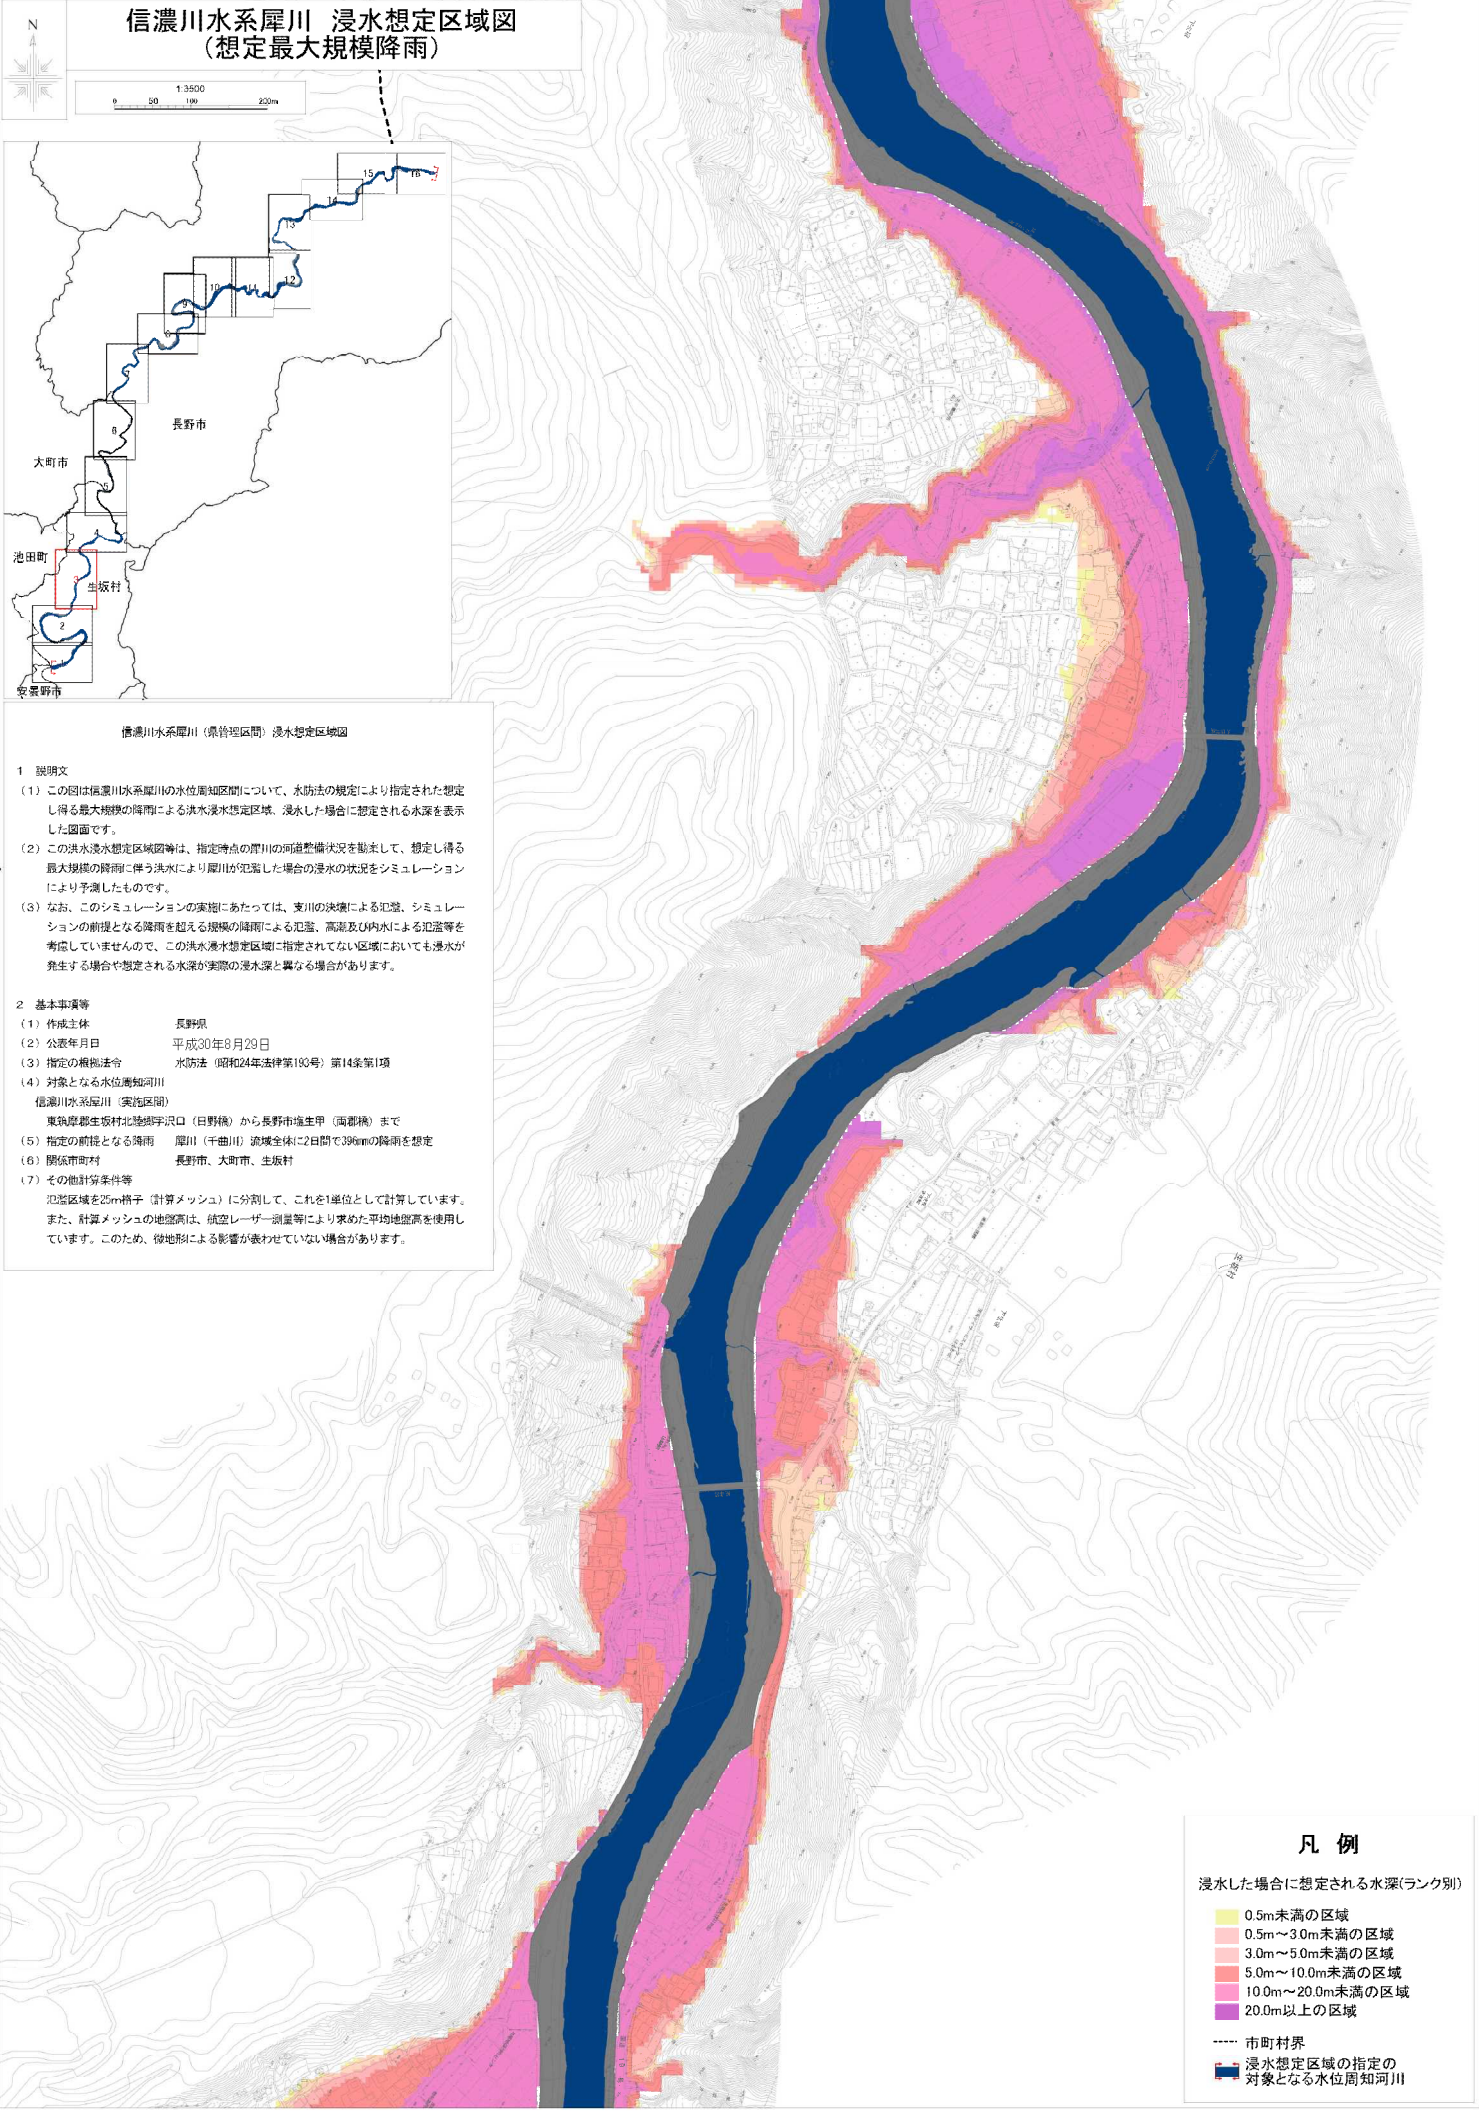 N
信濃川水系犀川 浸水想定区域図
(想定最大規模降雨)
1:3500
0 50 100 200m
15
16
14
13
12
11
10
9
8
7
6
5
4
3
2
長野市
大町市
池田町
生坂村
安曇野市
信濃川水系犀川（県管理区間）浸水想定区域図
1 説明文
（1）この図は信濃川水系犀川の水位周知区間について、水防法の規定により指定された想定
し得る最大規模の降雨による洪水浸水想定区域、浸水した場合に想定される水深を表示
した図面です。
（2）この洪水浸水想定区域図等は、指定時点の犀川の河道整備状況を勘案して、想定し得る
最大規模の降雨に伴う洪水により犀川が氾濫した場合の浸水の状況をシミュレーション
により予測したものです。
（3）なお、このシミュレーションの実施にあたっては、支川の決壊による氾濫、シミュレー
ションの前提となる降雨を超える規模の降雨による氾濫、高潮及び内水による氾濫等を
考慮していませんので、この洪水浸水想定区域に指定されてない区域においても浸水が
発生する場合や想定される水深が実際の浸水深と異なる場合があります。
2 基本事項等
（1）作成主体 長野県
（2）公表年月日 平成30年8月29日
（3）指定の根拠法令 水防法（昭和24年法律第193号）第14条第1項
（4）対象となる水位周知河川
信濃川水系犀川（実施区間）
東筑摩郡生坂村北陸郷字沢口（日野橋）から長野市塩生甲（両郡橋）まで
（5）指定の前提となる降雨 犀川（千曲川）流域全体に2日間で396mmの降雨を想定
（6）関係市町村 長野市、大町市、生坂村
（7）その他計算条件等
氾濫区域を25m格子（計算メッシュ）に分割して、これを1単位として計算しています。
また、計算メッシュの地盤高は、航空レーザー測量等により求めた平均地盤高を使用し
ています。このため、微地形による影響が表わせていない場合があります。
生坂村
凡 例
浸水した場合に想定される水深(ランク別)
0.5m未満の区域
0.5m～3.0m未満の区域
3.0m～5.0m未満の区域
5.0m～10.0m未満の区域
10.0m～20.0m未満の区域
20.0m以上の区域
市町村界
浸水想定区域の指定の
対象となる水位周知河川